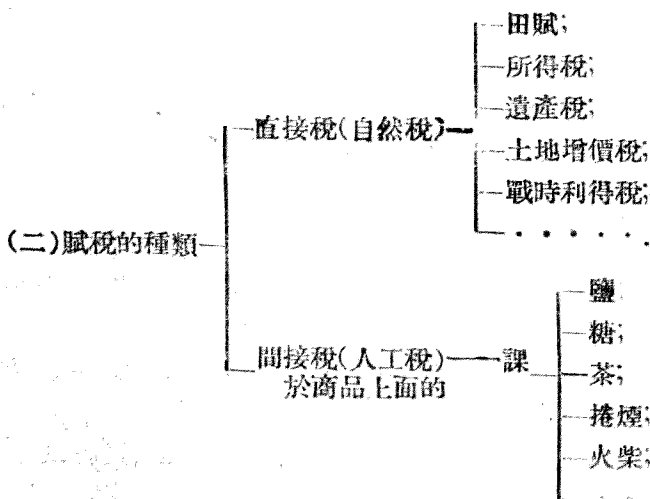 田賦;
所得稅;
遺產稅;
直接稅(自然稅)
土地增價稅;
戰時利得稅;
(二)賦稅的種類
· · · · · ·
鹽
糖;
間接稅(人工稅) 課
於商品上面的
茶;
捲煙;
火柴;